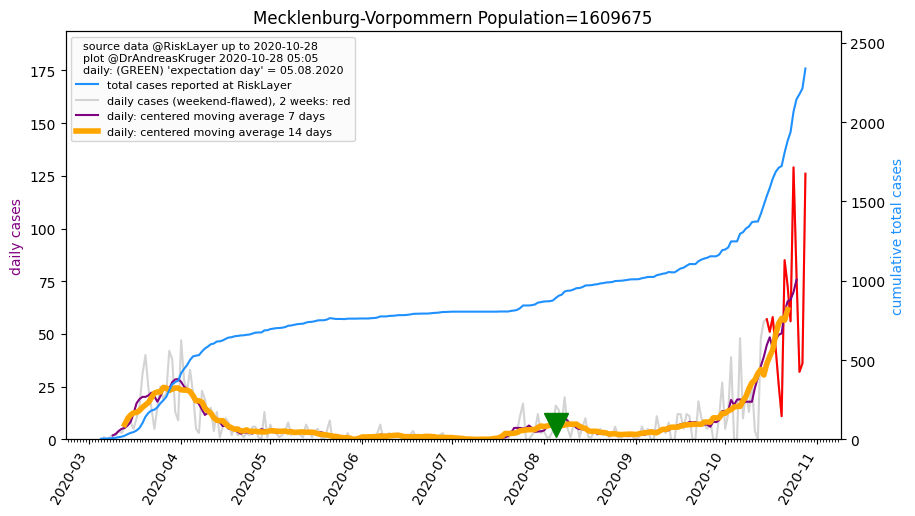 Mecklenburg-Vorpommern Population=1609675
source data @RiskLayer up to 2020-10-28
plot @DrAndreasKruger 2020-10-28 05:05
daily: (GREEN) 'expectation day' = 05.08.2020
total cases reported at RiskLayer
daily cases (weekend-flawed), 2 weeks: red
daily: centered moving average 7 days
daily: centered moving average 14 days
daily cases
175
150
125
100
75
50
25
0
cumulative total cases
2500
2000
1500
1000
500
0
2020-03
2020-04
2020-05
2020-06
2020-07
2020-08
2020-09
2020-10
2020-11